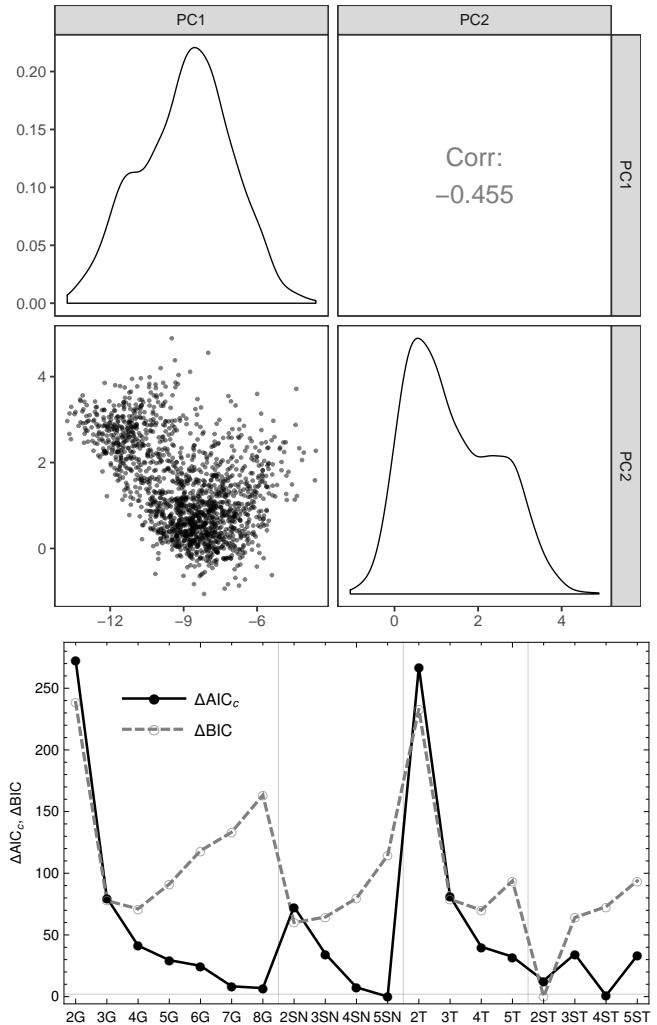 PC1
PC2
0.20
0.15
0.10
0.05
0.00
Corr:
−0.455
PC1
4
2
0
PC2
−12
−9
−6
0
2
4
250
200
150
100
50
0
ΔAICc, ΔBIC
ΔAICc
ΔBIC
2G 3G 4G 5G 6G 7G 8G 2SN 3SN 4SN 5SN 2T 3T 4T 5T 2ST 3ST 4ST 5ST